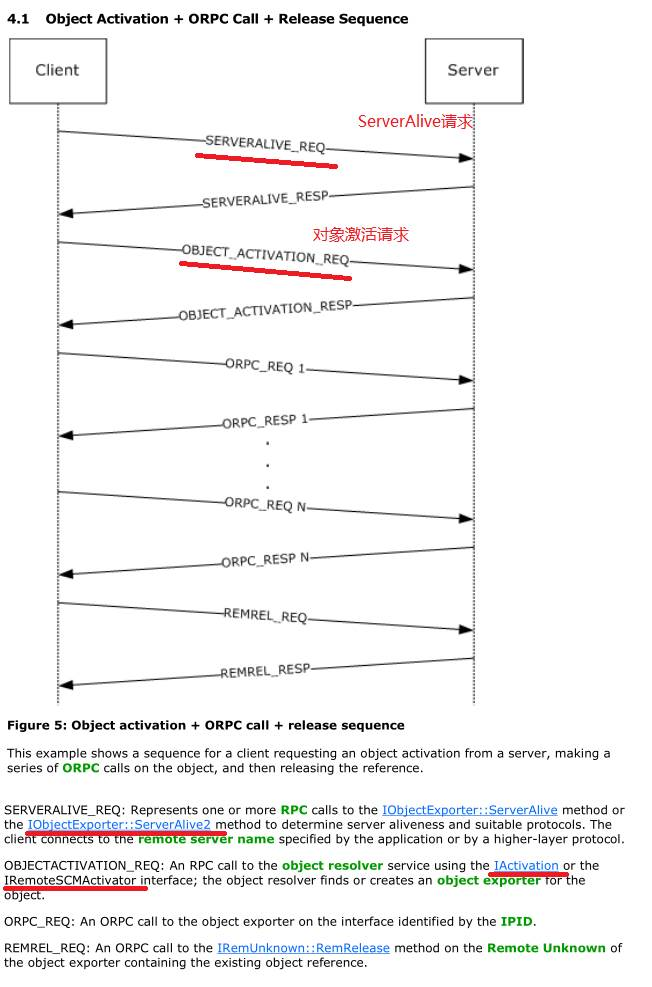 4.1 Object Activation + ORPC Call + Release Sequence
Client
Server
ServerAlive请求
SERVERALIVE_REQ
SERVERALIVE_RESP
对象激活请求
OBJECT_ACTIVATION_REQ
OBJECT_ACTIVATION_RESP
ORPC_REQ 1
ORPC_RESP 1
.
.
.
ORPC_REQ N
ORPC_RESP N
REMREL_REQ
REMREL_RESP
Figure 5: Object activation + ORPC call + release sequence
This example shows a sequence for a client requesting an object activation from a server, making a
series of ORPC calls on the object, and then releasing the reference.
SERVERALIVE_REQ: Represents one or more RPC calls to the IObjectExporter::ServerAlive method or
the IObjectExporter::ServerAlive2 method to determine server aliveness and suitable protocols. The
client connects to the remote server name specified by the application or by a higher-layer protocol.
OBJECTACTIVATION_REQ: An RPC call to the object resolver service using the IActivation or the
IRemoteSCMActivator interface; the object resolver finds or creates an object exporter for the
object.
ORPC_REQ: An ORPC call to the object exporter on the interface identified by the IPID.
REMREL_REQ: An ORPC call to the IRemUnknown::RemRelease method on the Remote Unknown of
the object exporter containing the existing object reference.